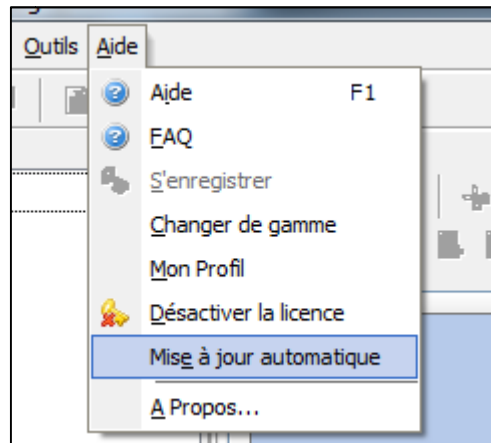 Outils Aide
Aide F1
FAQ
S'enregistrer
Changer de gamme
Mon Profil
Désactiver la licence
Mise à jour automatique
A Propos...